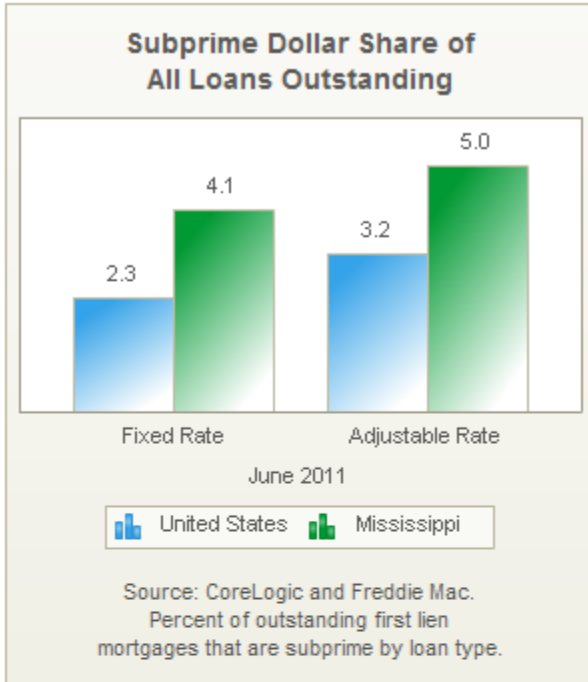 Subprime Dollar Share of
All Loans Outstanding
2.3
4.1
3.2
5.0
Fixed Rate
Adjustable Rate
June 2011
United States
Mississippi
Source: CoreLogic and Freddie Mac.
Percent of outstanding first lien
mortgages that are subprime by loan type.